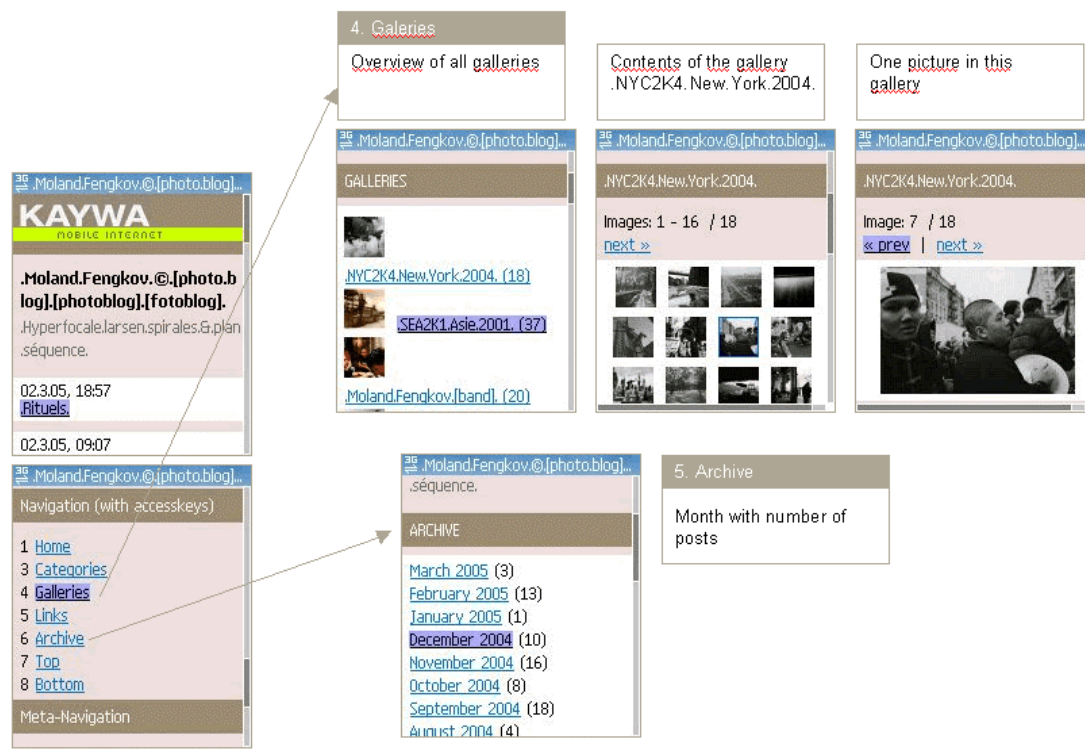 4. Galeries
Overview of all galleries
Contents of the gallery
.NYC2K4.New.York.2004.
One picture in this
gallery
3G .Moland.Fengkov.©.[photo.blog]...
KAYWA
MOBILE INTERNET
.Moland.Fengkov.©.[photo.b
log].[photoblog].[fotoblog].
.Hyperfocale.larsen.spirales.&.plan
.séquence.
02.3.05, 18:57
.Rituels.
02.3.05, 09:07
3G .Moland.Fengkov.©.[photo.blog]...
GALLERIES
.NYC2K4.New.York.2004. (18)
.SEA2K1.Asie.2001. (37)
.Moland.Fengkov.[band]. (20)
3G .Moland.Fengkov.©.[photo.blog]...
.NYC2K4.New.York.2004.
Images: 1 - 16 / 18
next »
3G .Moland.Fengkov.©.[photo.blog]...
.NYC2K4.New.York.2004.
Image: 7 / 18
« prev | next »
3G .Moland.Fengkov.©.[photo.blog]...
Navigation (with accesskeys)
1 Home
3 Categories
4 Galleries
5 Links
6 Archive
7 Top
8 Bottom
Meta-Navigation
3G .Moland.Fengkov.©.[photo.blog]...
.séquence.
ARCHIVE
March 2005 (3)
February 2005 (13)
January 2005 (1)
December 2004 (10)
November 2004 (16)
October 2004 (8)
September 2004 (18)
August 2004 (4)
5. Archive
Month with number of
posts